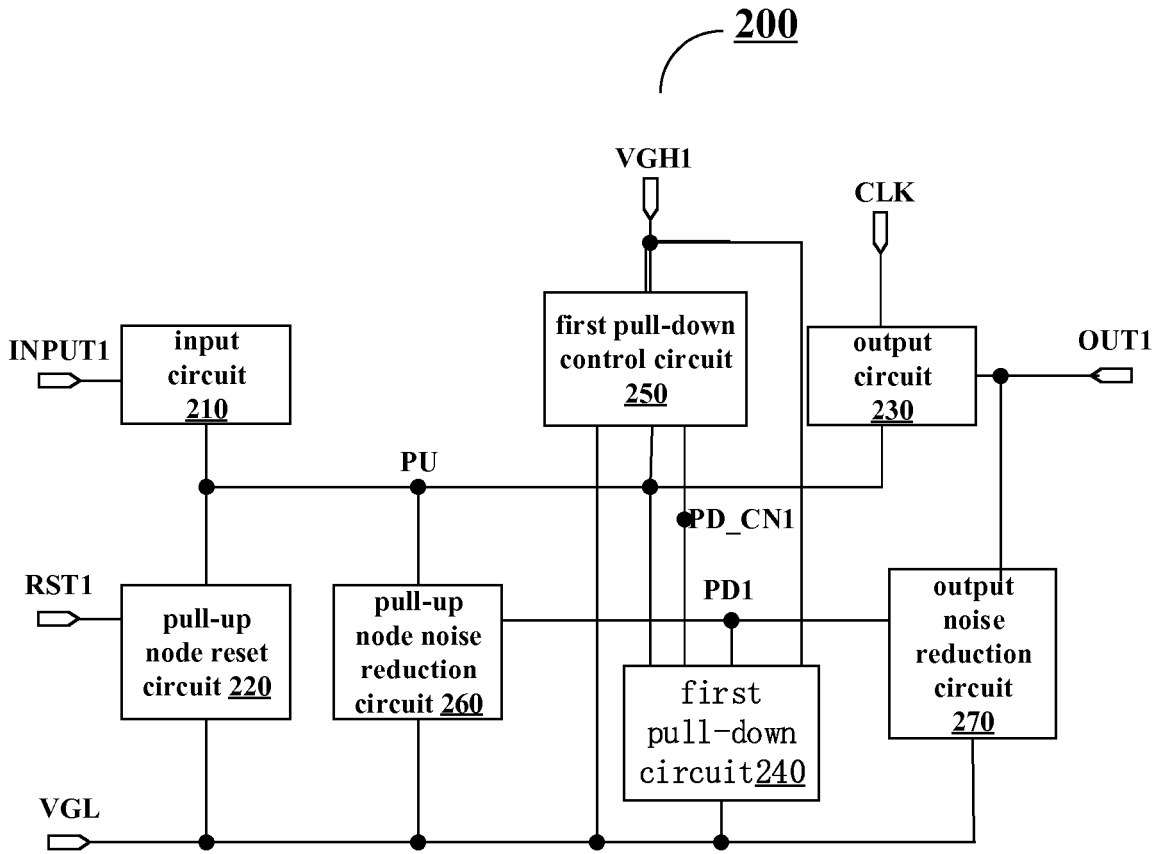 200
VGH1
CLK
INPUT1
input
circuit
210
first pull-down
control circuit
250
output
circuit
230
OUT1
PU
PD_CN1
RST1
pull-up
node reset
circuit 220
pull-up
node noise
reduction
circuit 260
PD1
output
noise
reduction
circuit
270
first
pull-down
circuit240
VGL